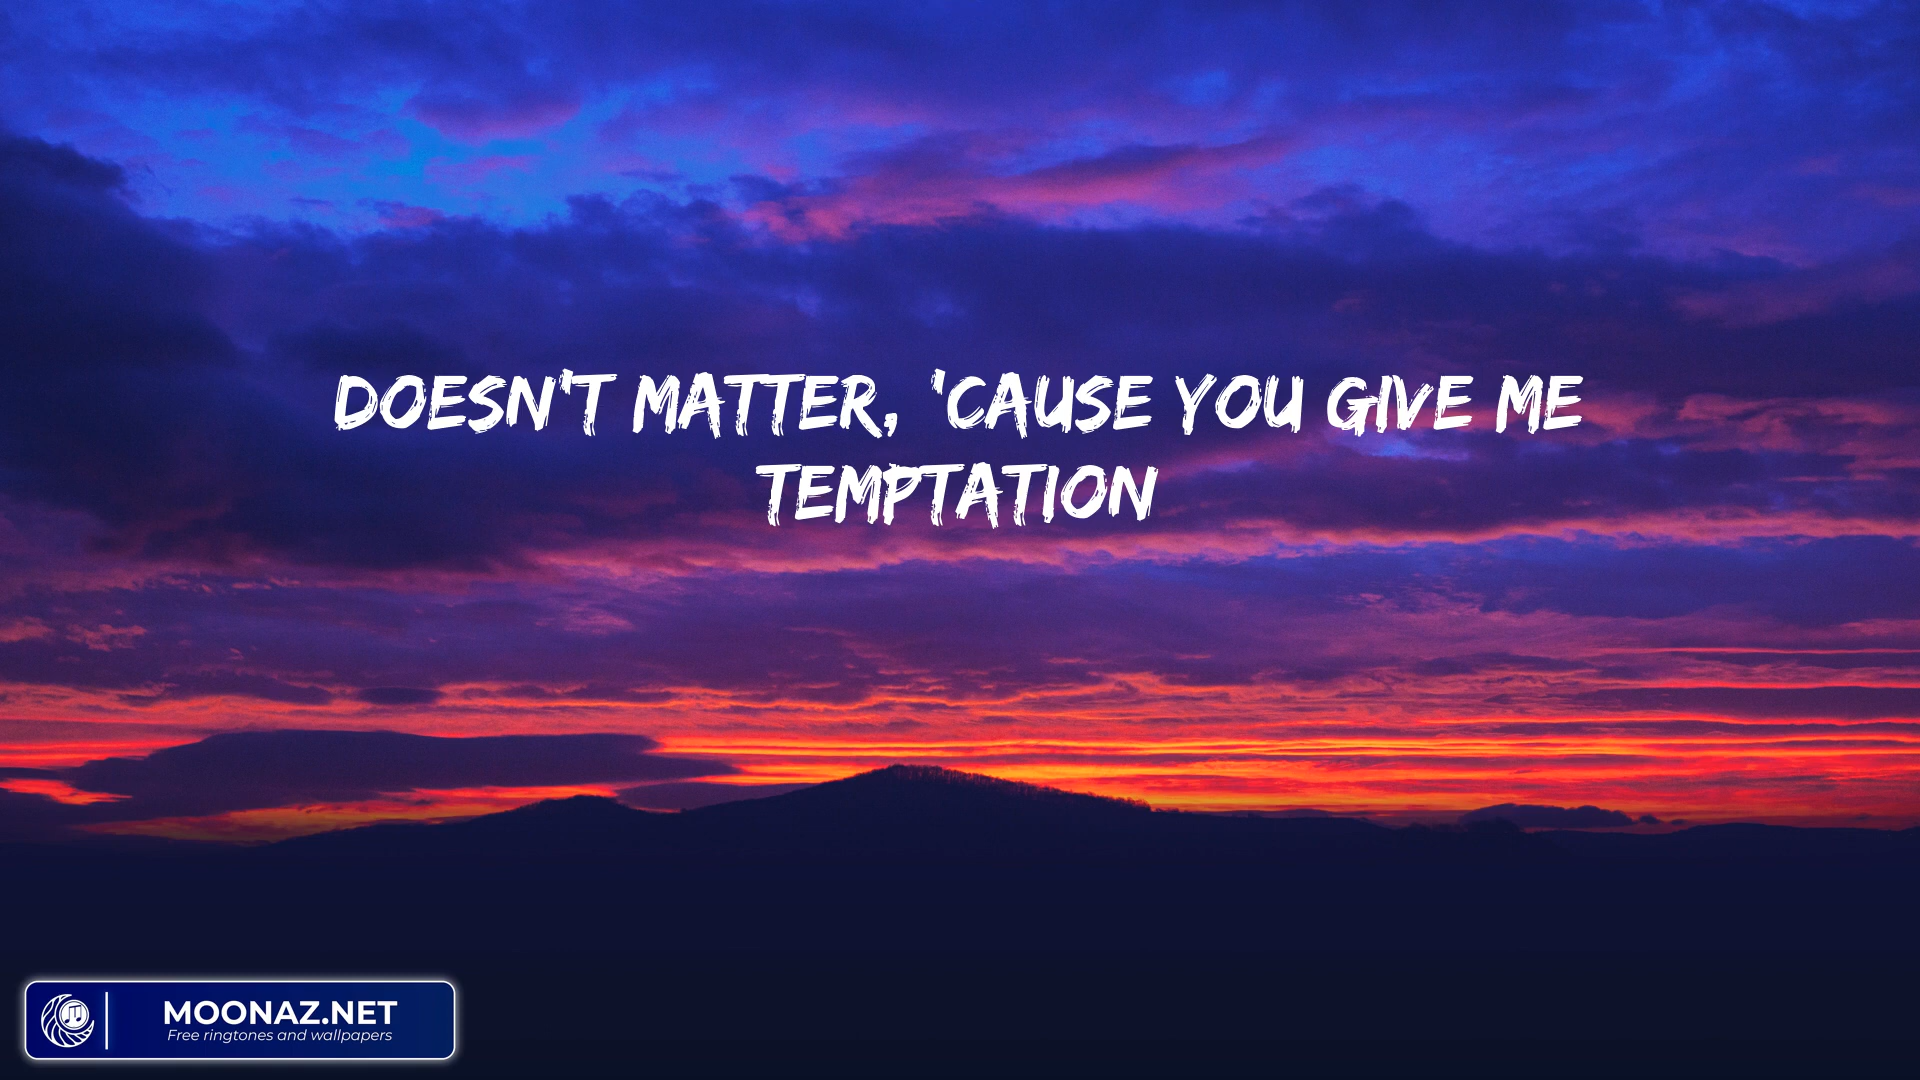 DOESN'T MATTER, 'CAUSE YOU GIVE ME
TEMPTATION
MOONAZ.NET
Free ringtones and wallpapers